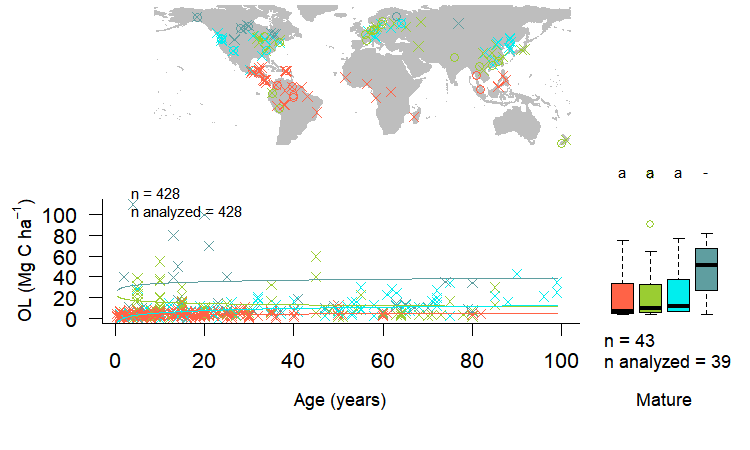 n = 428
n analyzed = 428
a a a -
OL (Mg C ha⁻¹)
0 20 40 60 80 100
0 20 40 60 80 100
Age (years)
n = 43
n analyzed = 39
Mature